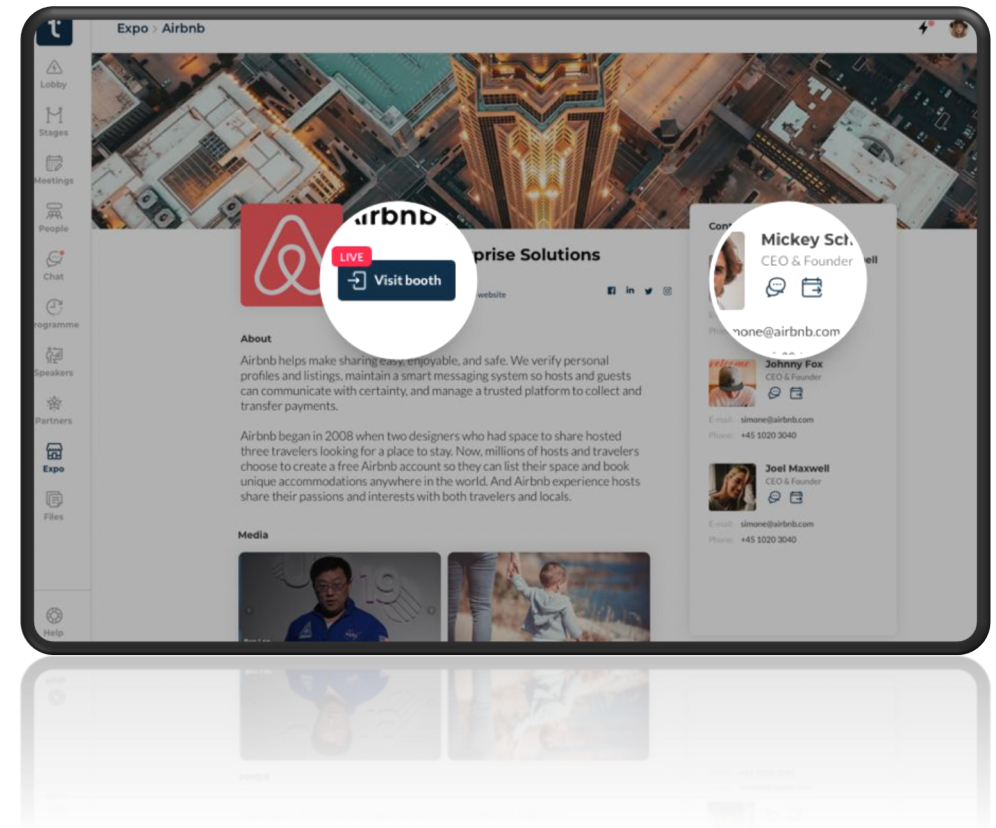 t
Expo > Airbnb
Lobby
Stages
Meetings
People
Chat
rogramme
Speakers
Partners
Expo
Files
Help
Airbnb
prise Solutions
LIVE
Visit booth
website
About
Airbnb helps make sharing easy, enjoyable, and safe. We verify personal
profiles and listings, maintain a smart messaging system so hosts and guests
can communicate with certainty, and manage a trusted platform to collect and
transfer payments.
Airbnb began in 2008 when two designers who had space to share hosted
three travelers looking for a place to stay. Now, millions of hosts and travelers
choose to create a free Airbnb account so they can list their space and book
unique accommodations anywhere in the world. And Airbnb experience hosts
share their passions and interests with both travelers and locals.
Media
19
Cont
Mickey Sch
ell
CEO & Founder
mone@airbnb.com
welcome
Johnny Fox
CEO & Founder
E-mail: simone@airbnb.com
Phone: +45 1020 3040
Joel Maxwell
CEO & Founder
E-mail: simone@airbnb.com
Phone: +45 1020 3040